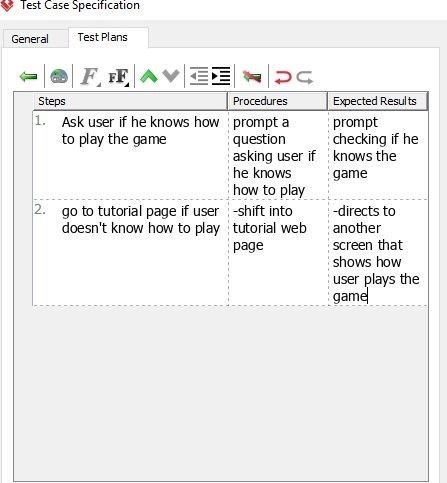 Test Case Specification
General
Test Plans
F
FF
Steps
Procedures
Expected Results
1.
Ask user if he knows how
to play the game
prompt a
question
asking user if
he knows
how to play
prompt
checking if he
knows the
game
2.
go to tutorial page if user
doesn't know how to play
-shift into
tutorial web
page
-directs to
another
screen that
shows how
user plays the
game